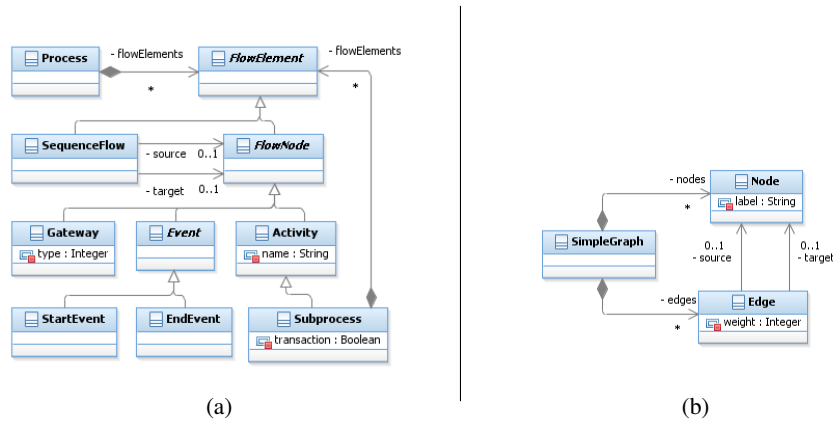 Process
- flowElements
*
FlowElement
- flowElements
*
SequenceFlow
- source 0..1
- target 0..1
FlowNode
Gateway
type : Integer
Event
Activity
name : String
StartEvent
EndEvent
Subprocess
transaction : Boolean
(a)
- nodes
*
Node
label : String
SimpleGraph
0..1
- source
0..1
- target
- edges
*
Edge
weight : Integer
(b)